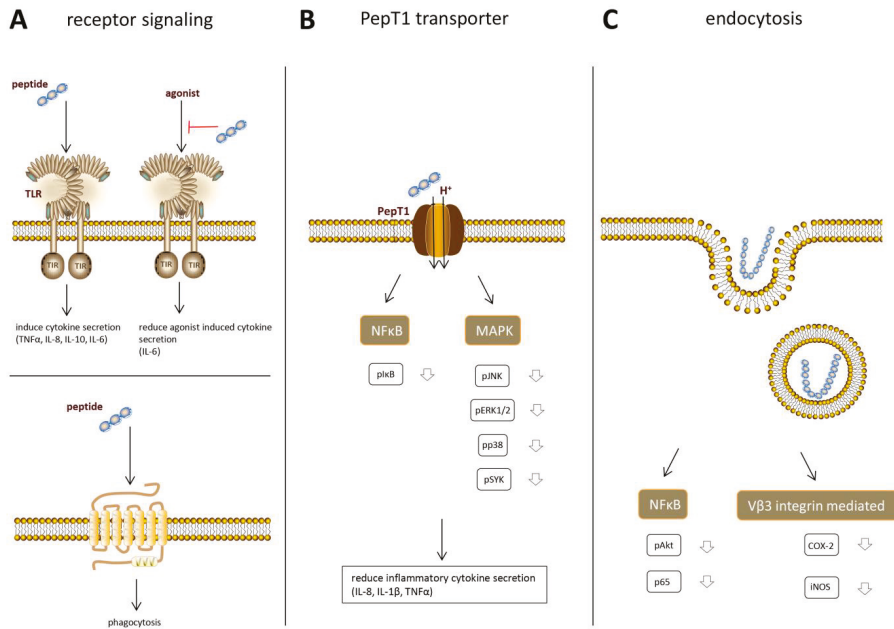 A receptor signaling
peptide
agonist
TLR
TIR TIR TIR TIR
induce cytokine secretion
(TNFα, IL-8, IL-10, IL-6)
reduce agonist induced cytokine
secretion
(IL-6)
peptide
phagocytosis
B PepT1 transporter
H⁺
PepT1
NFκB MAPK
pIκB pJNK
pERK1/2
pp38
pSYK
reduce inflammatory cytokine secretion
(IL-8, IL-1β, TNFα)
C endocytosis
NFκB Vβ3 integrin mediated
pAkt COX-2
p65 iNOS